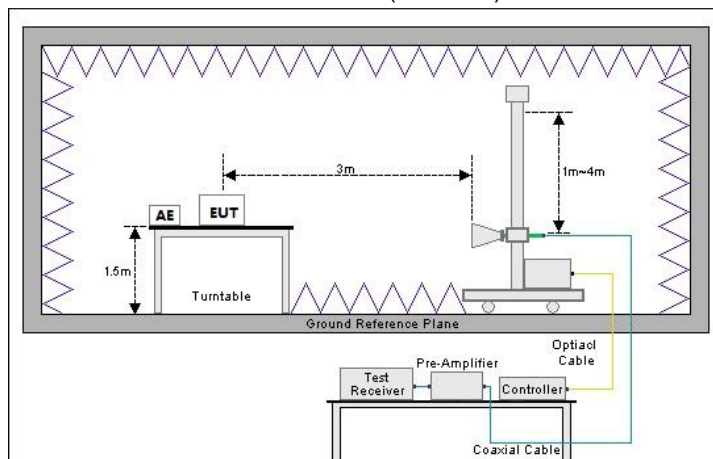 3m
1m~4m
AE
EUT
1.5m
Turntable
Ground Reference Plane
Optiacl
Cable
Pre-Amplifier
Test
Receiver
Controller
Coaxial Cable